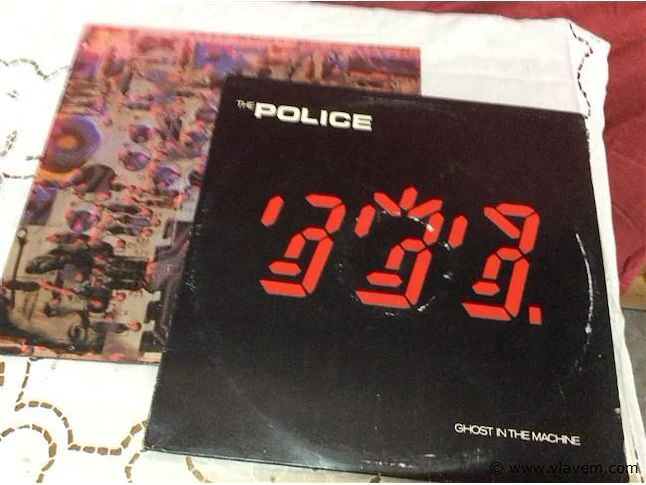 THE POLICE
GHOST IN THE MACHINE
© www.vlavem.com